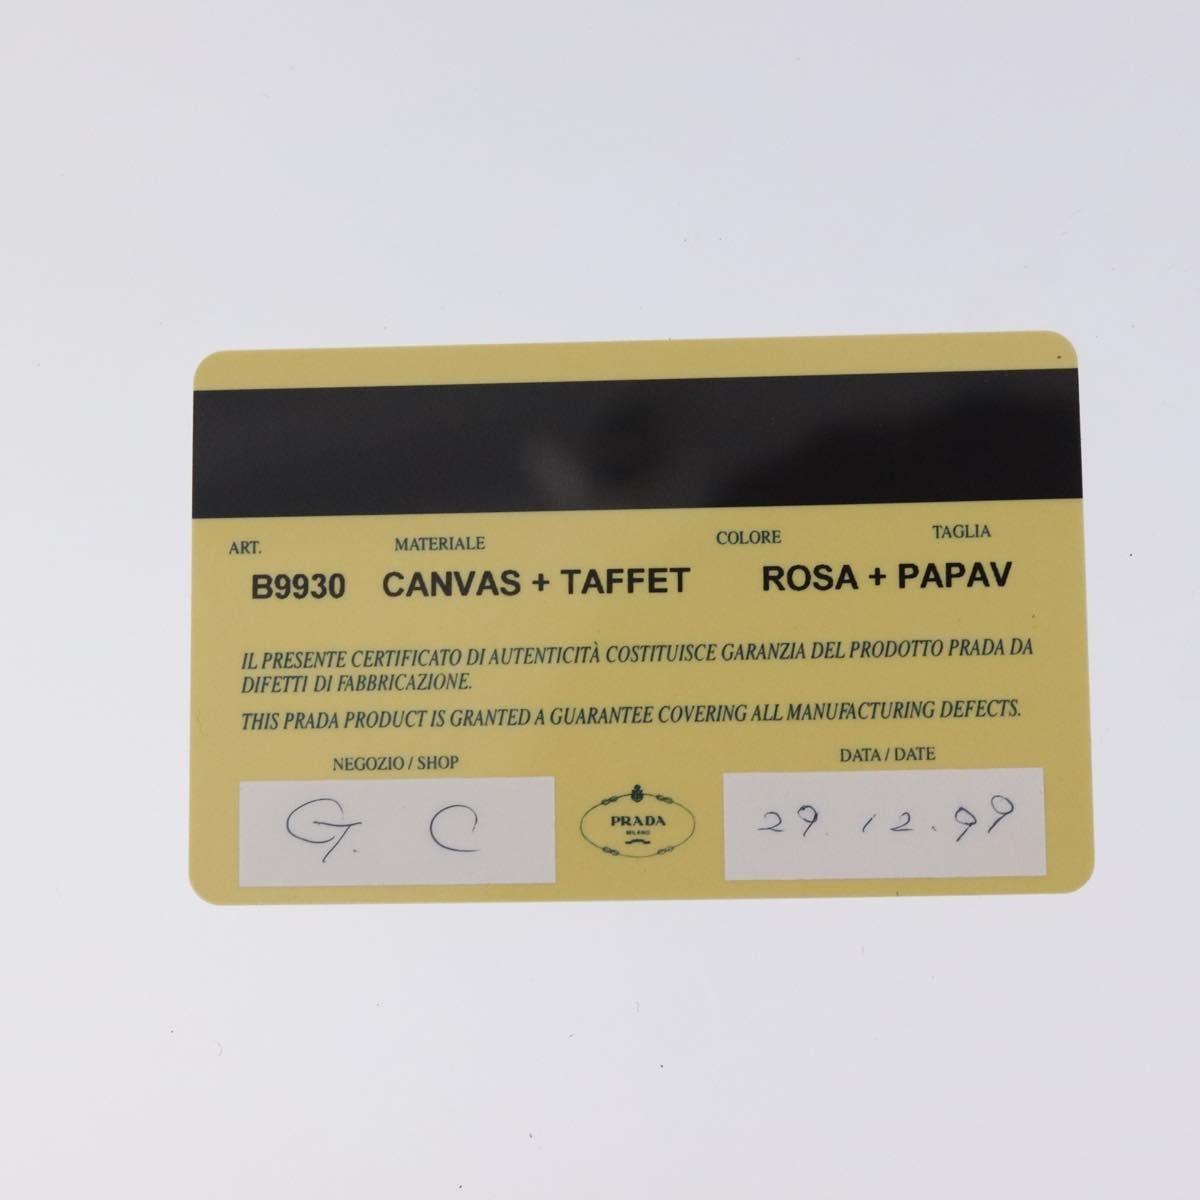 ART. MATERIALE COLORE TAGLIA
B9930 CANVAS + TAFFET ROSA + PAPAV
IL PRESENTE CERTIFICATO DI AUTENTICITÀ COSTITUISCE GARANZIA DEL PRODOTTO PRADA DA
DIFETTI DI FABBRICAZIONE.
THIS PRADA PRODUCT IS GRANTED A GUARANTEE COVERING ALL MANUFACTURING DEFECTS.
NEGOZIO / SHOP DATA / DATE
G. C
PRADA
MILANO
29.12.99